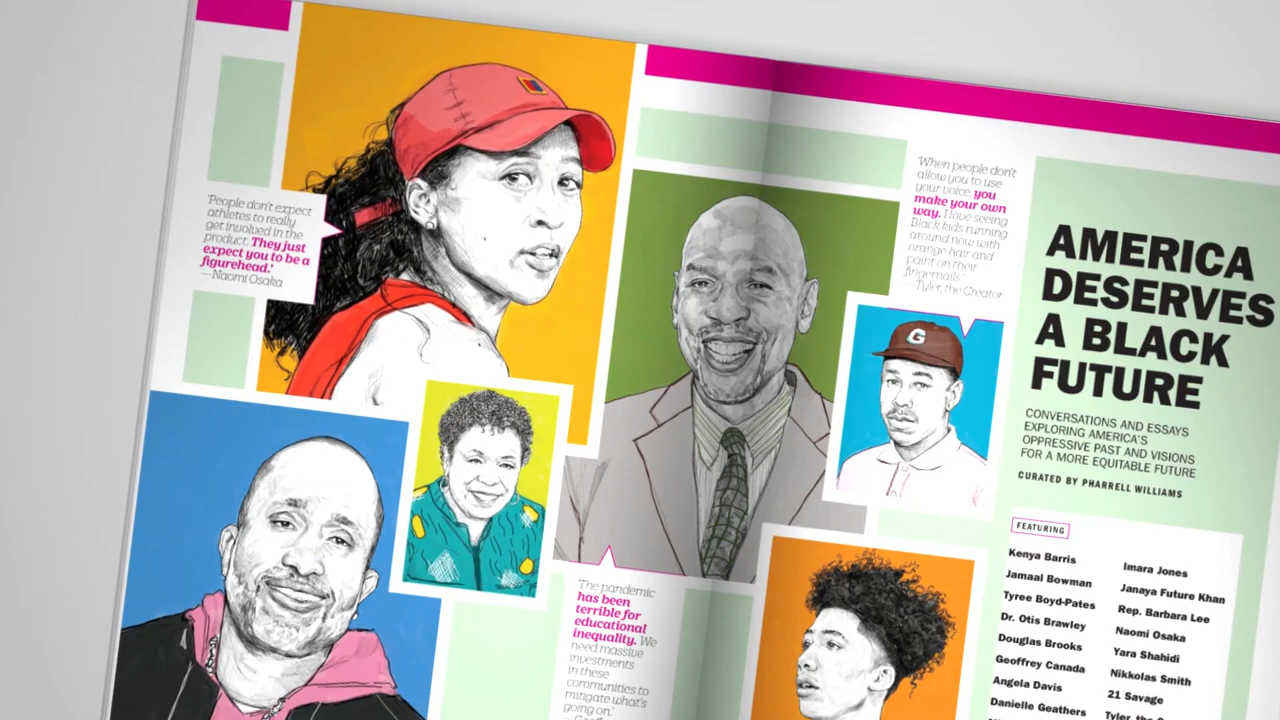 'People don't expect
athletes to really
get involved in the
product. They just
expect you to be a
figurehead.'
—Naomi Osaka
'When people don't
allow you to use
your voice, you
make your own
way. I love seeing
Black kids running
around now with
orange hair and
paint on their
fingernails.'
—Tyler, the Creator
G
AMERICA
DESERVES
A BLACK
FUTURE
CONVERSATIONS AND ESSAYS
EXPLORING AMERICA'S
OPPRESSIVE PAST AND VISIONS
FOR A MORE EQUITABLE FUTURE
CURATED BY PHARRELL WILLIAMS
FEATURING
Kenya Barris
Jamaal Bowman
Tyree Boyd-Pates
Dr. Otis Brawley
Douglas Brooks
Geoffrey Canada
Angela Davis
Danielle Geathers
Imara Jones
Janaya Future Khan
Rep. Barbara Lee
Naomi Osaka
Yara Shahidi
Nikkolas Smith
21 Savage
Tyler, the
'The pandemic
has been
terrible for
educational
inequality. We
need massive
investments
in these
communities to
mitigate what's
going on.'